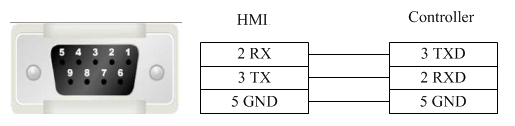 HMI
Controller
5 4 3 2 1
9 8 7 6
2 RX
3 TXD
3 TX
2 RXD
5 GND
5 GND